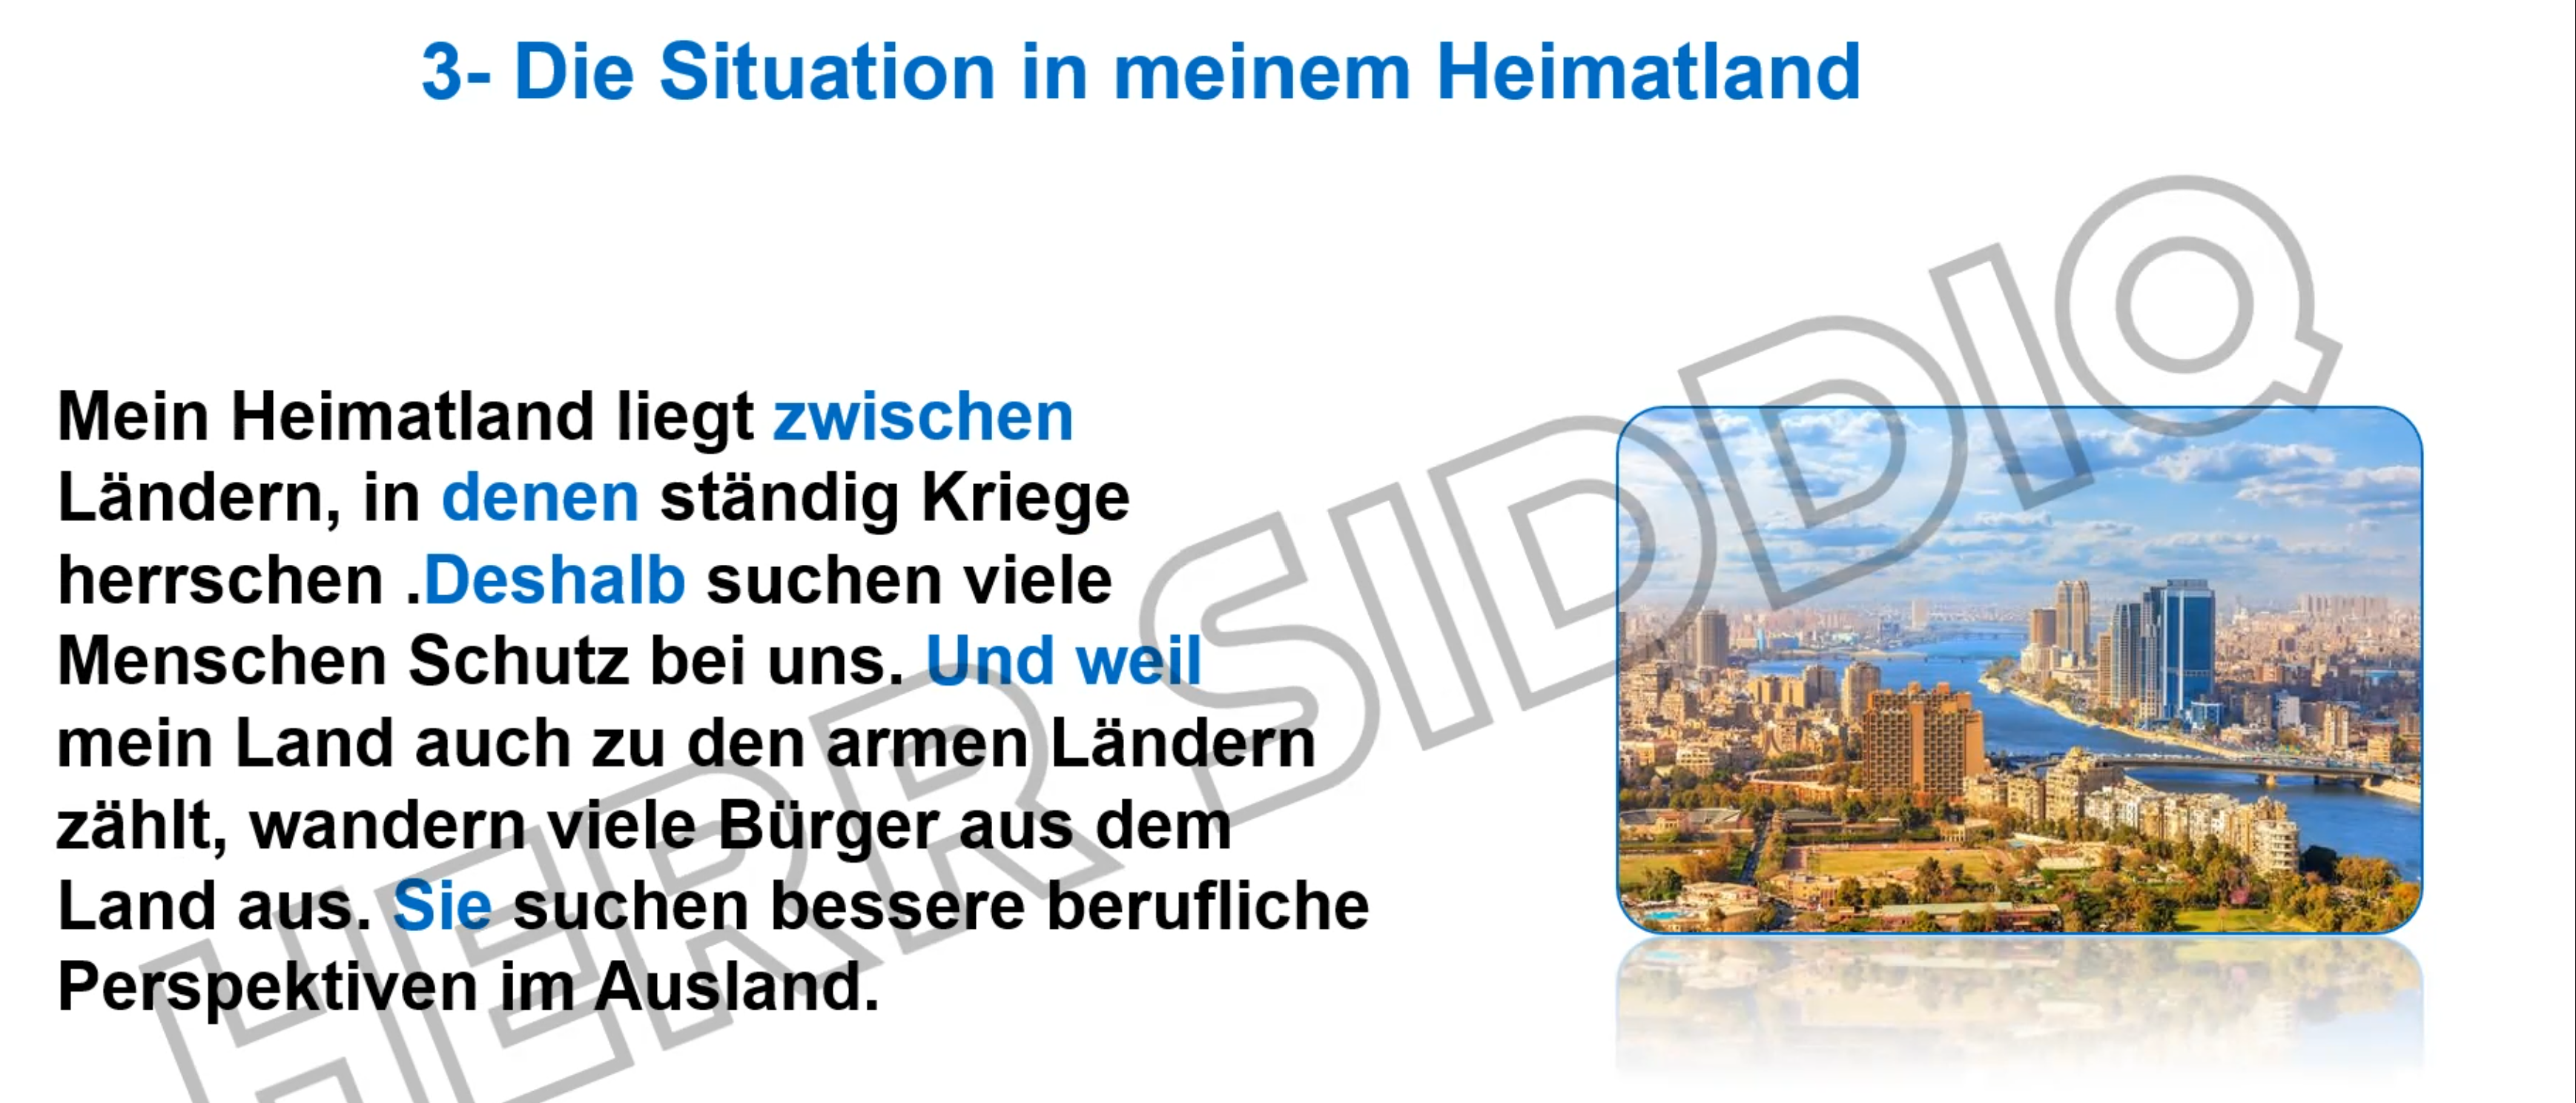 3- Die Situation in meinem Heimatland
Mein Heimatland liegt zwischen
Ländern, in denen ständig Kriege
herrschen .Deshalb suchen viele
Menschen Schutz bei uns. Und weil
mein Land auch zu den armen Ländern
zählt, wandern viele Bürger aus dem
Land aus. Sie suchen bessere berufliche
Perspektiven im Ausland.
HERR SIDDIQ